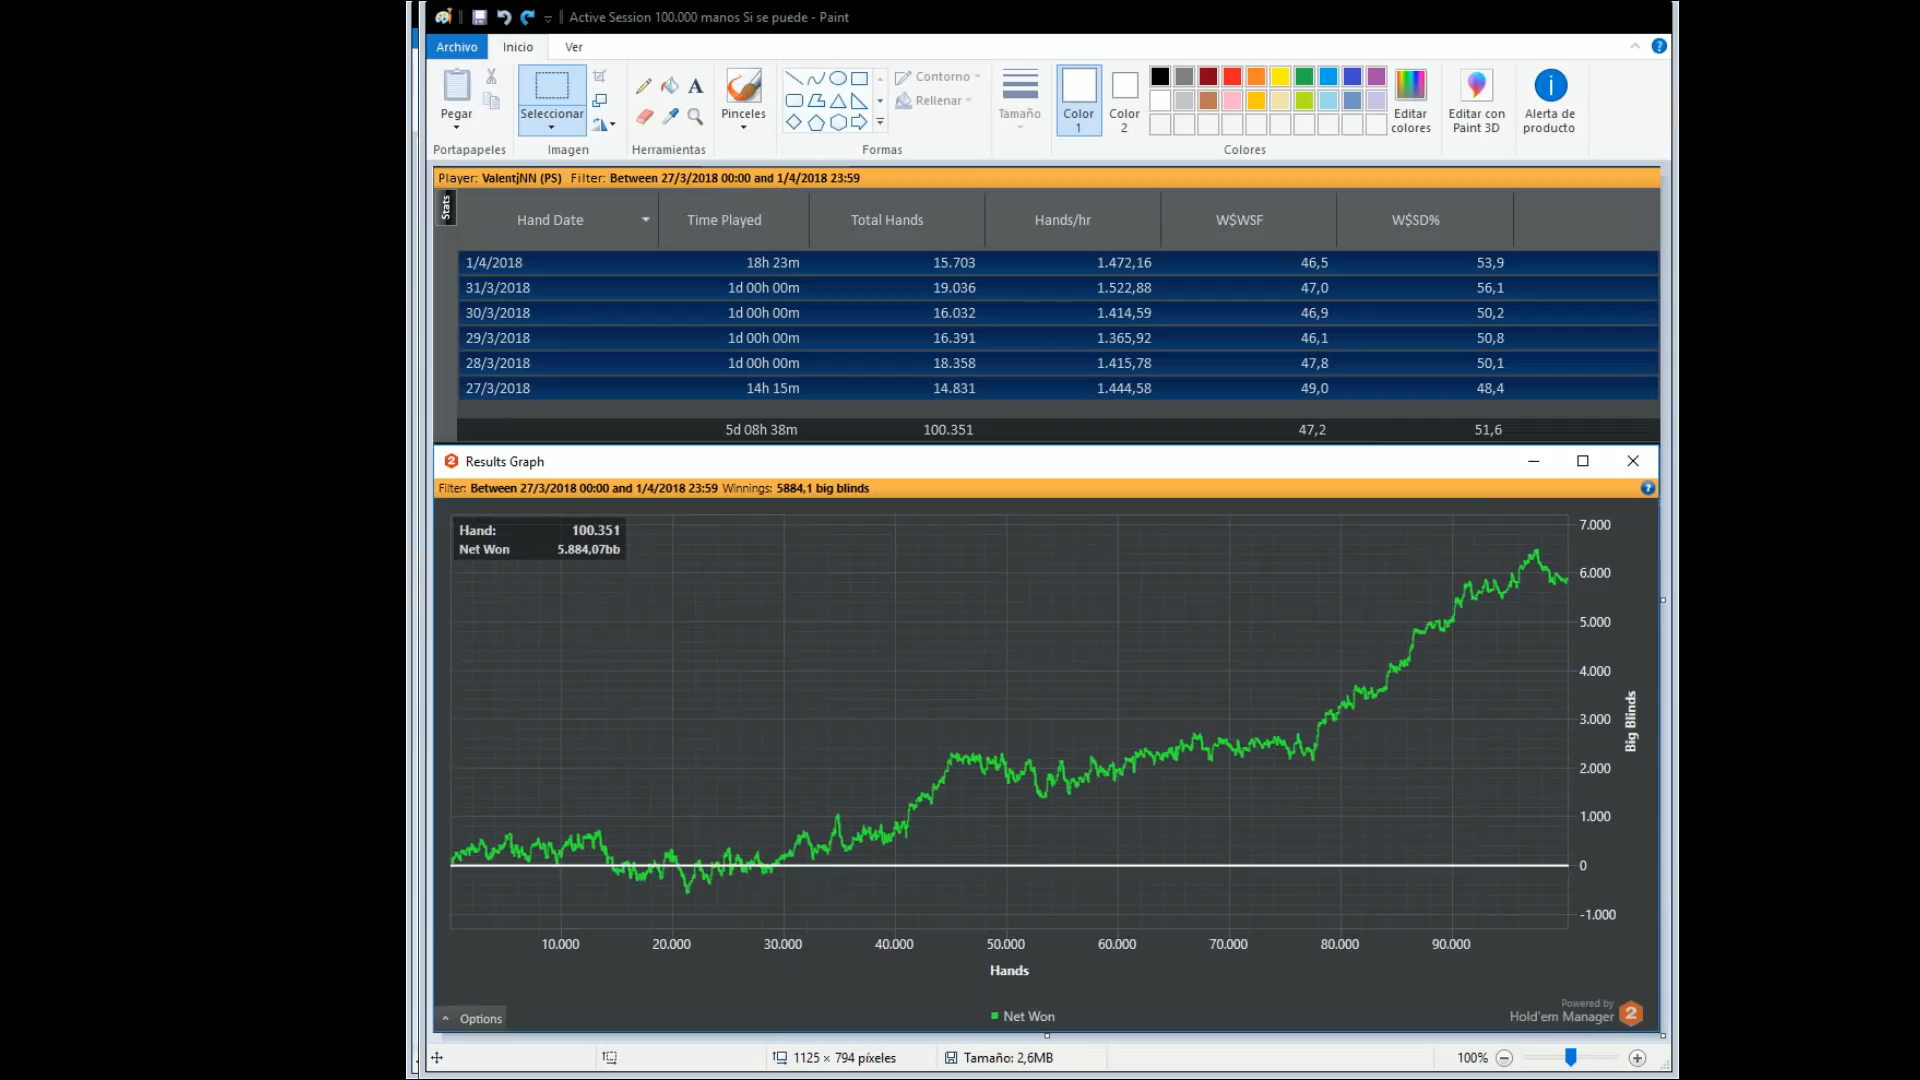 Active Session 100.000 manos Si se puede - Paint
Archivo Inicio Ver
Pegar Seleccionar Pinceles Contorno Rellenar Tamaño Color 1 Color 2 Editar colores Editar con Paint 3D Alerta de producto
Portapapeles Imagen Herramientas Formas Colores
Player: ValentjNN (PS) Filter: Between 27/3/2018 00:00 and 1/4/2018 23:59
Stats
Hand Date Time Played Total Hands Hands/hr W$WSF W$SD%
1/4/2018 18h 23m 15.703 1.472,16 46,5 53,9
31/3/2018 1d 00h 00m 19.036 1.522,88 47,0 56,1
30/3/2018 1d 00h 00m 16.032 1.414,59 46,9 50,2
29/3/2018 1d 00h 00m 16.391 1.365,92 46,1 50,8
28/3/2018 1d 00h 00m 18.358 1.415,78 47,8 50,1
27/3/2018 14h 15m 14.831 1.444,58 49,0 48,4
5d 08h 38m 100.351 47,2 51,6
2 Results Graph
Filter: Between 27/3/2018 00:00 and 1/4/2018 23:59 Winnings: 5884,1 big blinds
Hand: 100.351
Net Won 5.884,07bb
7.000
6.000
5.000
4.000
3.000
2.000
1.000
0
-1.000
Big Blinds
10.000 20.000 30.000 40.000 50.000 60.000 70.000 80.000 90.000
Hands
Options
Net Won
Powered by
Hold'em Manager 2
1125 × 794 píxeles Tamaño: 2,6MB 100%